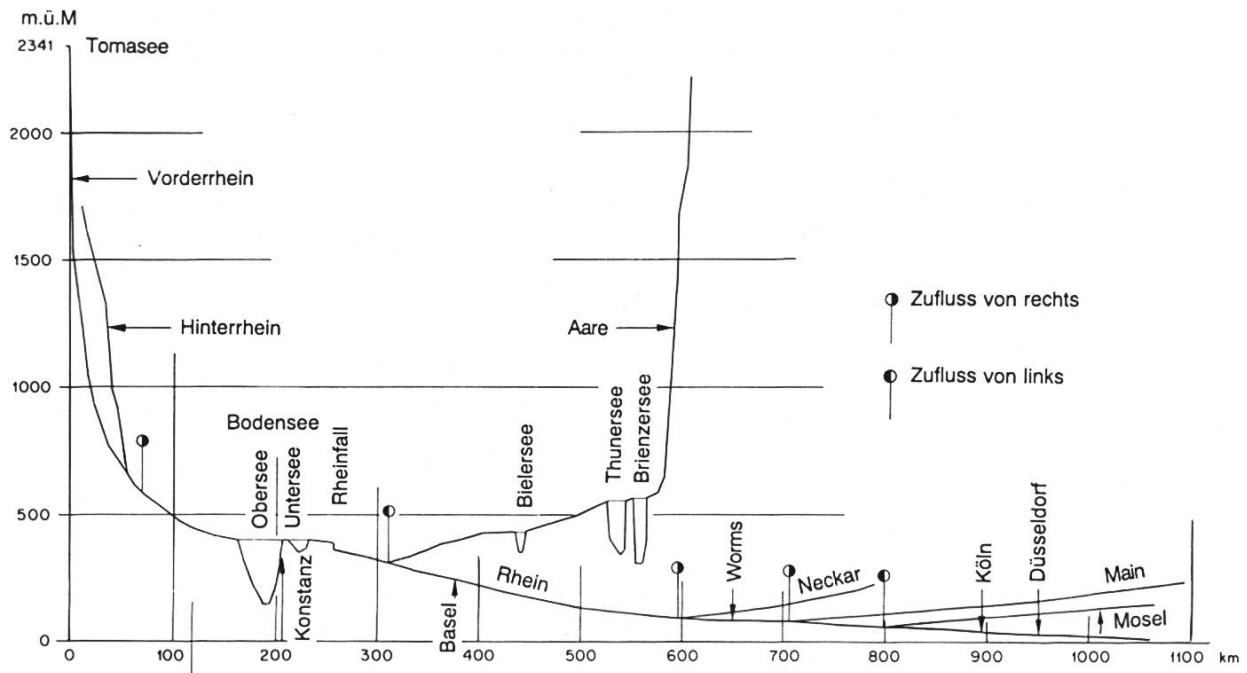 m.ü.M
2341
Tomasee
2000
Vorderrhein
1500
Hinterrhein
Aare
Zufluss von rechts
1000
Zufluss von links
Bodensee
Obersee
Untersee
Rheinfall
Bielersee
Thunersee
Brienzersee
500
Konstanz
Rhein
Basel
Worms
Neckar
Köln
Düsseldorf
Main
Mosel
0
0 100 200 300 400 500 600 700 800 900 1000 1100 km